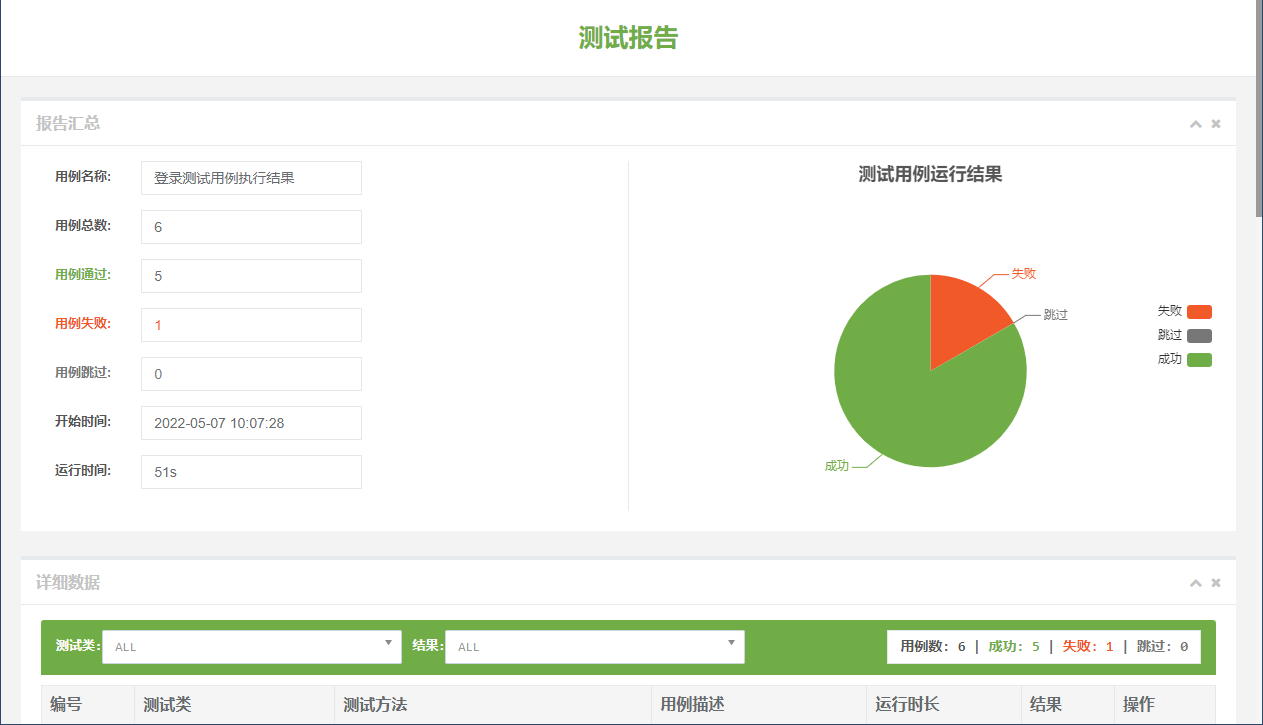 测试报告
报告汇总
用例名称: 登录测试用例执行结果
用例总数: 6
用例通过: 5
用例失败: 1
用例跳过: 0
开始时间: 2022-05-07 10:07:28
运行时间: 51s
测试用例运行结果
失败
跳过
成功
失败
跳过
成功
详细数据
测试类: ALL 结果: ALL 用例数: 6 | 成功: 5 | 失败: 1 | 跳过: 0
编号 测试类 测试方法 用例描述 运行时长 结果 操作